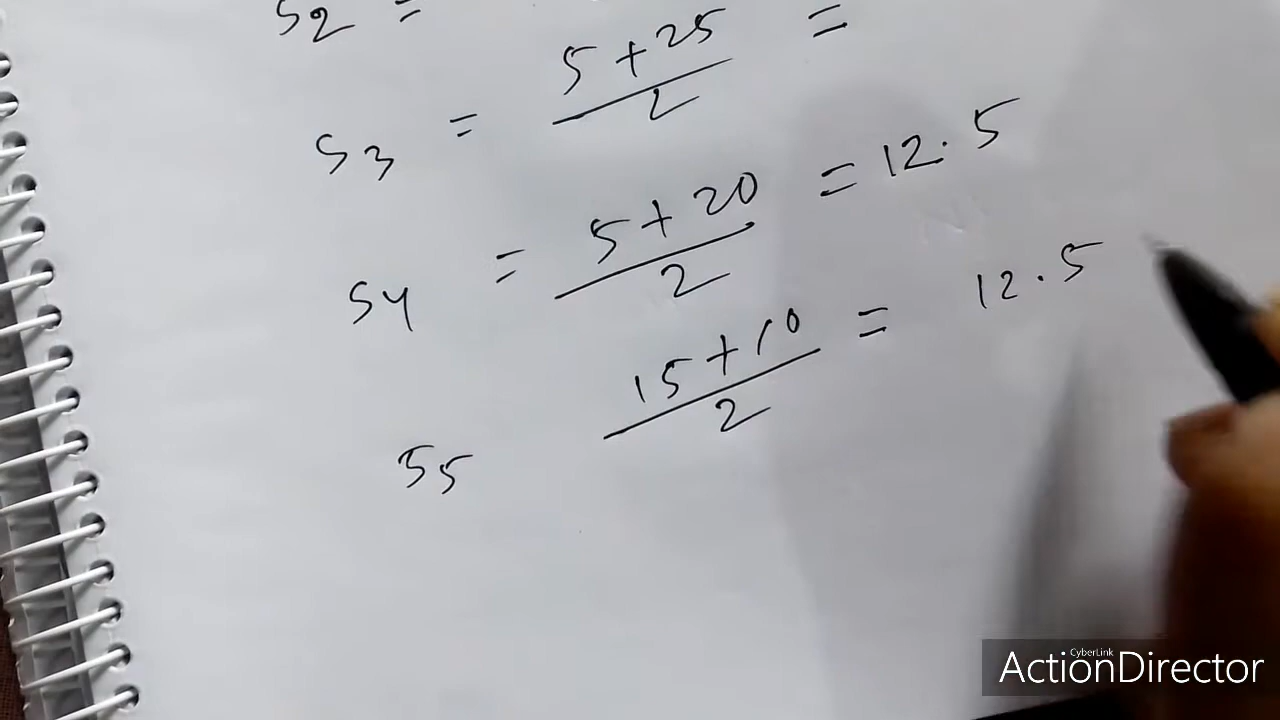 S2 =
S3 = 5+25/2 =
S4 = 5+20/2 = 12.5
S5 15+10/2 = 12.5
CyberLink
ActionDirector